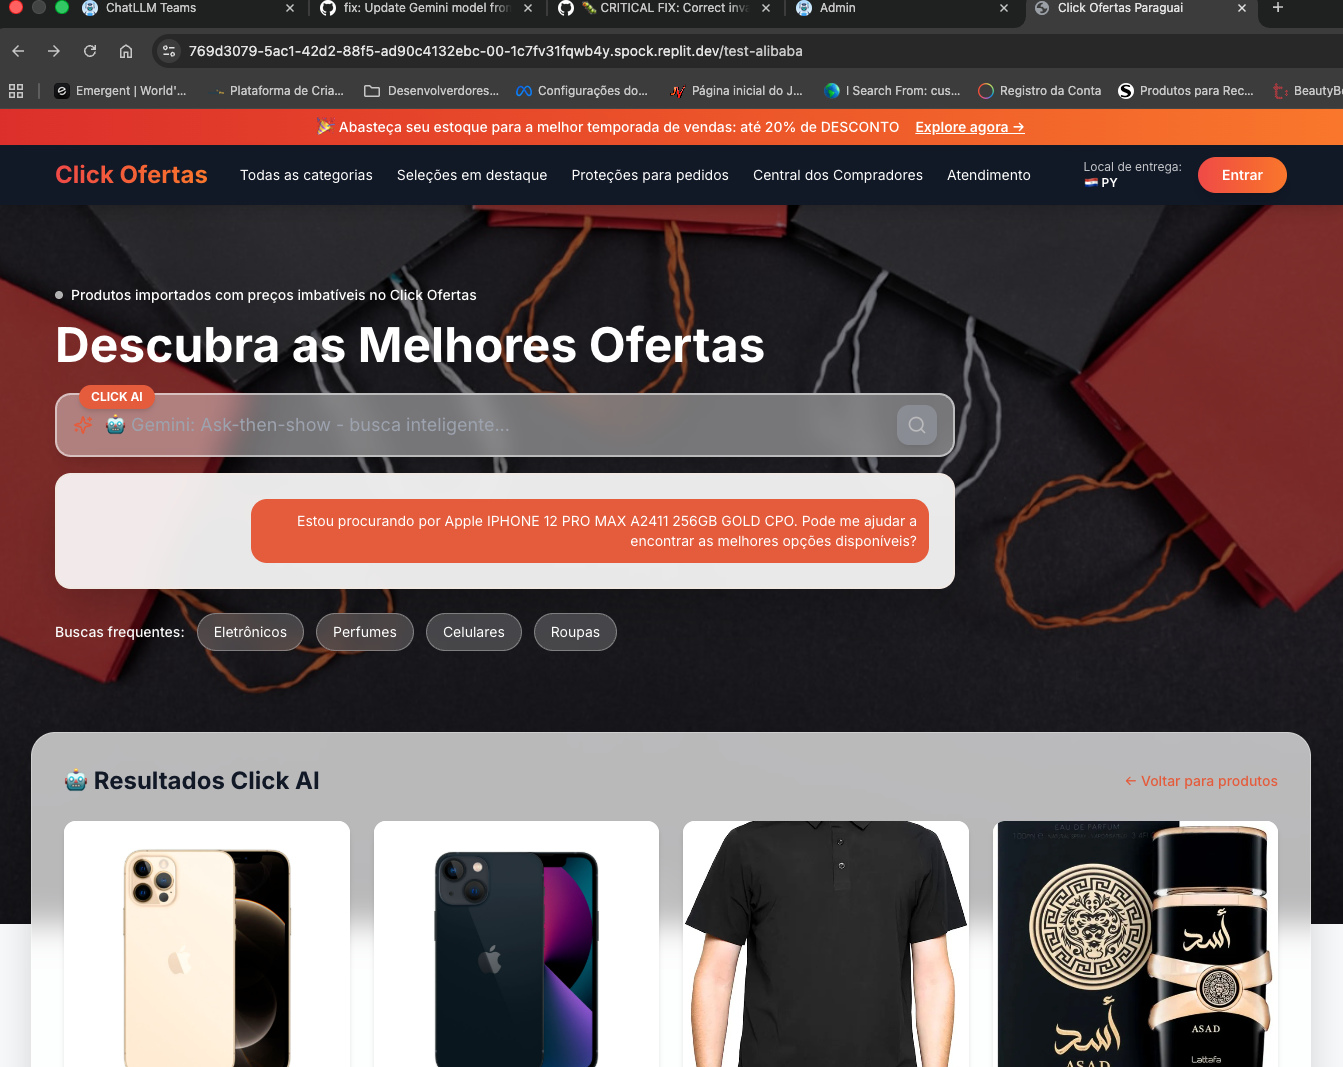 ChatLLM Teams
fix: Update Gemini model from
CRITICAL FIX: Correct inva
Admin
Click Ofertas Paraguai
769d3079-5ac1-42d2-88f5-ad90c4132ebc-00-1c7fv31fqwb4y.spock.replit.dev/test-alibaba
Emergent | World'...
Plataforma de Cria...
Desenvolverdores...
Configurações do...
Página inicial do J...
I Search From: cus...
Registro da Conta
Produtos para Rec...
BeautyBo
🎉 Abasteça seu estoque para a melhor temporada de vendas: até 20% de DESCONTO Explore agora →
Click Ofertas
Todas as categorias
Seleções em destaque
Proteções para pedidos
Central dos Compradores
Atendimento
Local de entrega:
🇵🇾 PY
Entrar
Produtos importados com preços imbatíveis no Click Ofertas
Descubra as Melhores Ofertas
CLICK AI
🤖 Gemini: Ask-then-show - busca inteligente...
Estou procurando por Apple IPHONE 12 PRO MAX A2411 256GB GOLD CPO. Pode me ajudar a
encontrar as melhores opções disponíveis?
Buscas frequentes:
Eletrônicos
Perfumes
Celulares
Roupas
🤖 Resultados Click AI
← Voltar para produtos
EAU DE PARFUM
أسد
أسد
ASAD
ASAD
Lattafa